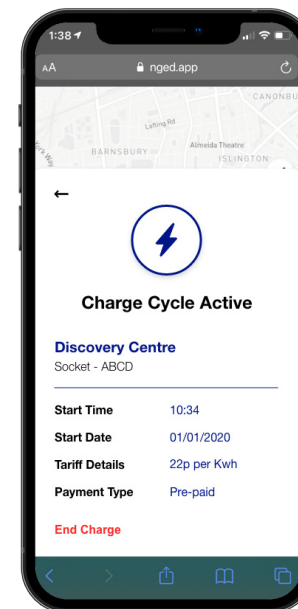 1:38
AA nged.app
CANONBU
Lofting Rd
Almeida Theatre
BARNSBURY
ISLINGTON
Charge Cycle Active
Discovery Centre
Socket - ABCD
Start Time 10:34
Start Date 01/01/2020
Tariff Details 22p per Kwh
Payment Type Pre-paid
End Charge